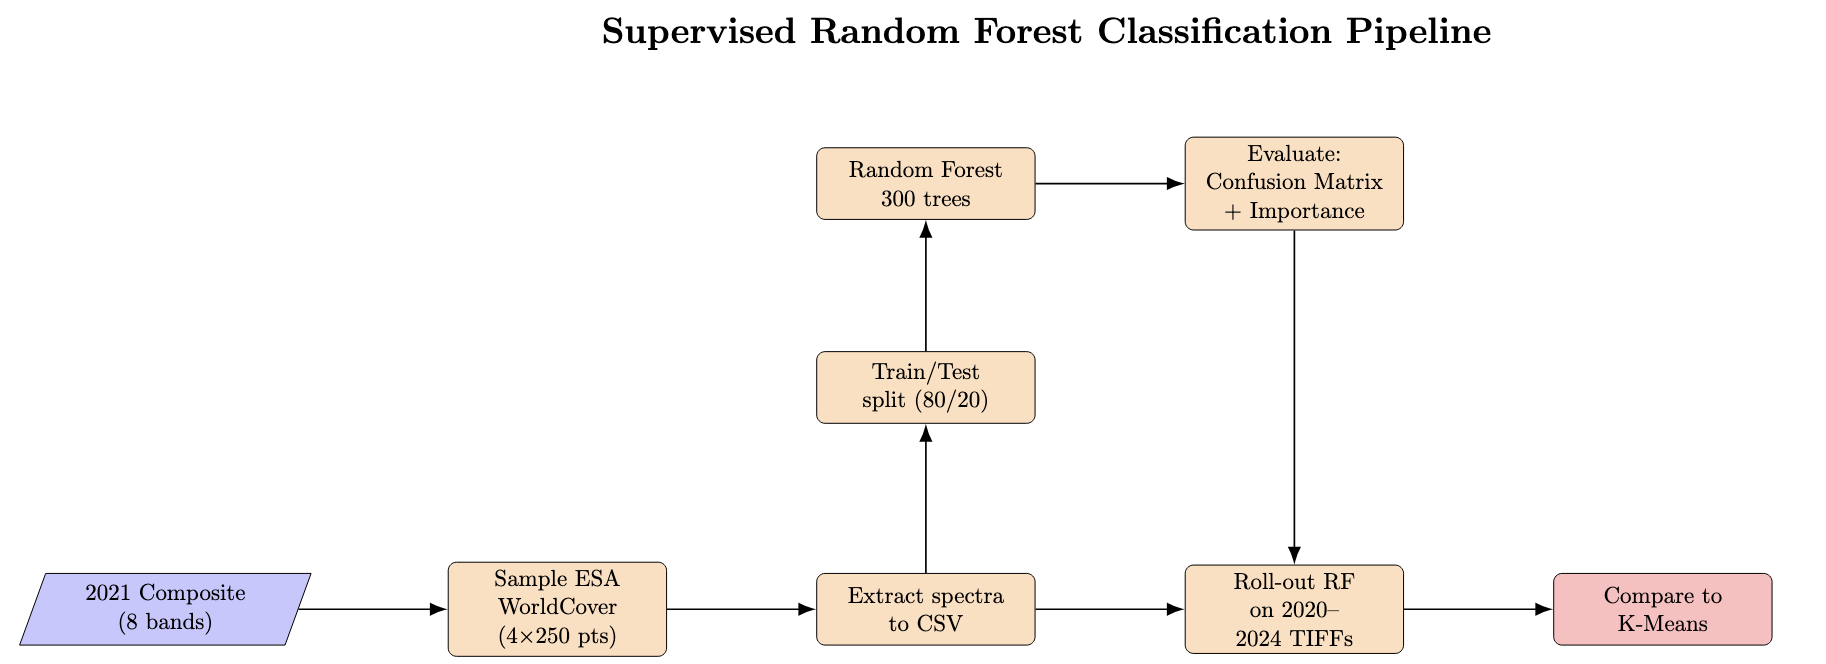 Supervised Random Forest Classification Pipeline
Random Forest
300 trees
Evaluate:
Confusion Matrix
+ Importance
Train/Test
split (80/20)
2021 Composite
(8 bands)
Sample ESA
WorldCover
(4×250 pts)
Extract spectra
to CSV
Roll-out RF
on 2020–
2024 TIFFs
Compare to
K-Means